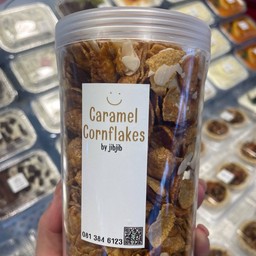 Caramel
Cornflakes
by jibjib
081 384 6123